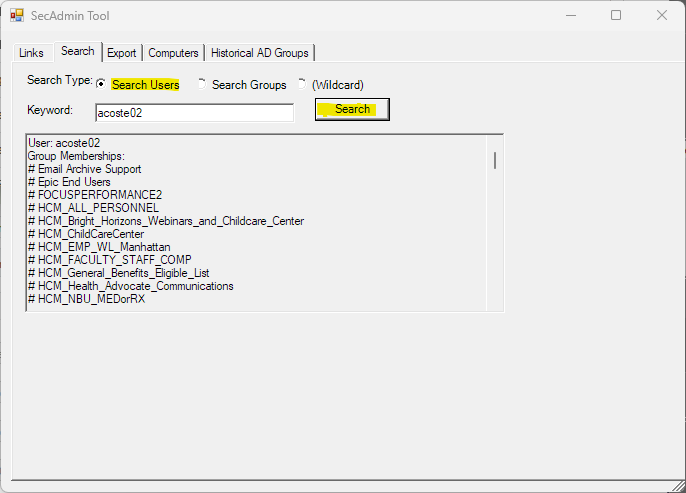 SecAdmin Tool
Links Search Export Computers Historical AD Groups
Search Type: Search Users Search Groups (Wildcard)
Keyword: acoste02 Search
User: acoste02
Group Memberships:
# Email Archive Support
# Epic End Users
# FOCUSPERFORMANCE2
# HCM_ALL_PERSONNEL
# HCM_Bright_Horizons_Webinars_and_Childcare_Center
# HCM_ChildCareCenter
# HCM_EMP_WL_Manhattan
# HCM_FACULTY_STAFF_COMP
# HCM_General_Benefits_Eligible_List
# HCM_Health_Advocate_Communications
# HCM_NBU_MEDorRX